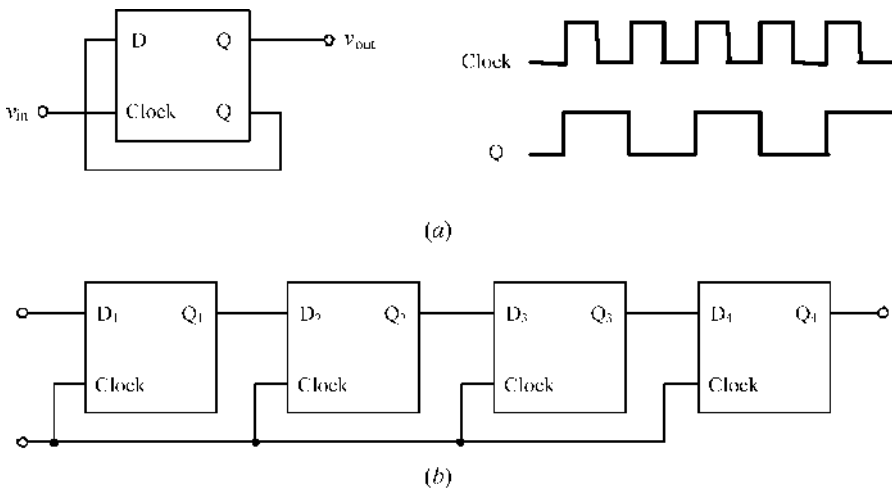 D Q v_out
v_in Clock Q
Clock
Q
(a)
D₁ Q₁ D₂ Q₂ D₃ Q₃ D₄ Q₄
Clock Clock Clock Clock
(b)